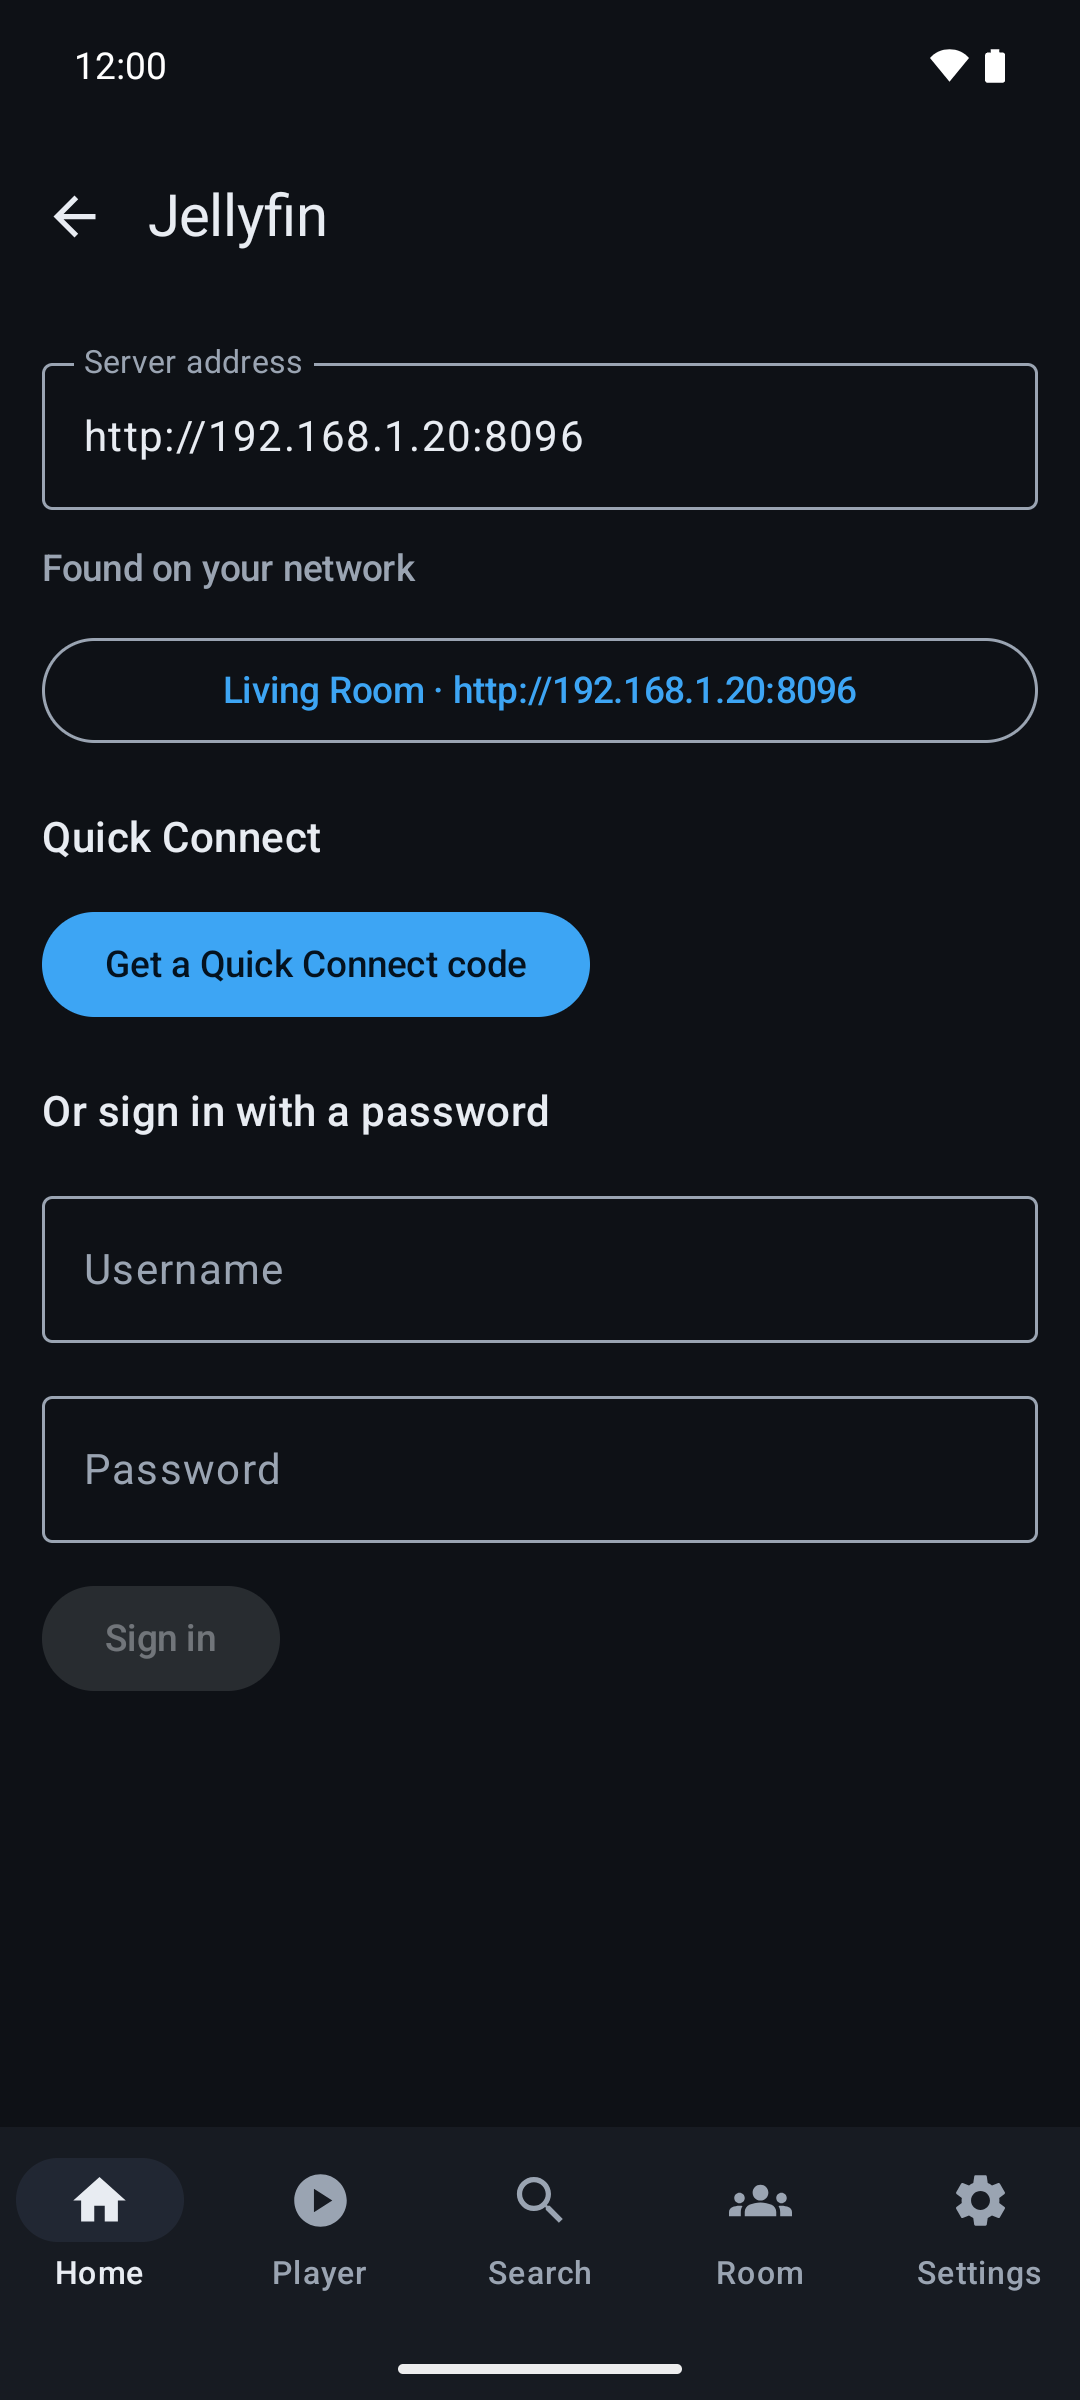 12:00
Jellyfin
Server address
http://192.168.1.20:8096
Found on your network
Living Room · http://192.168.1.20:8096
Quick Connect
Get a Quick Connect code
Or sign in with a password
Username
Password
Sign in
Home
Player
Search
Room
Settings